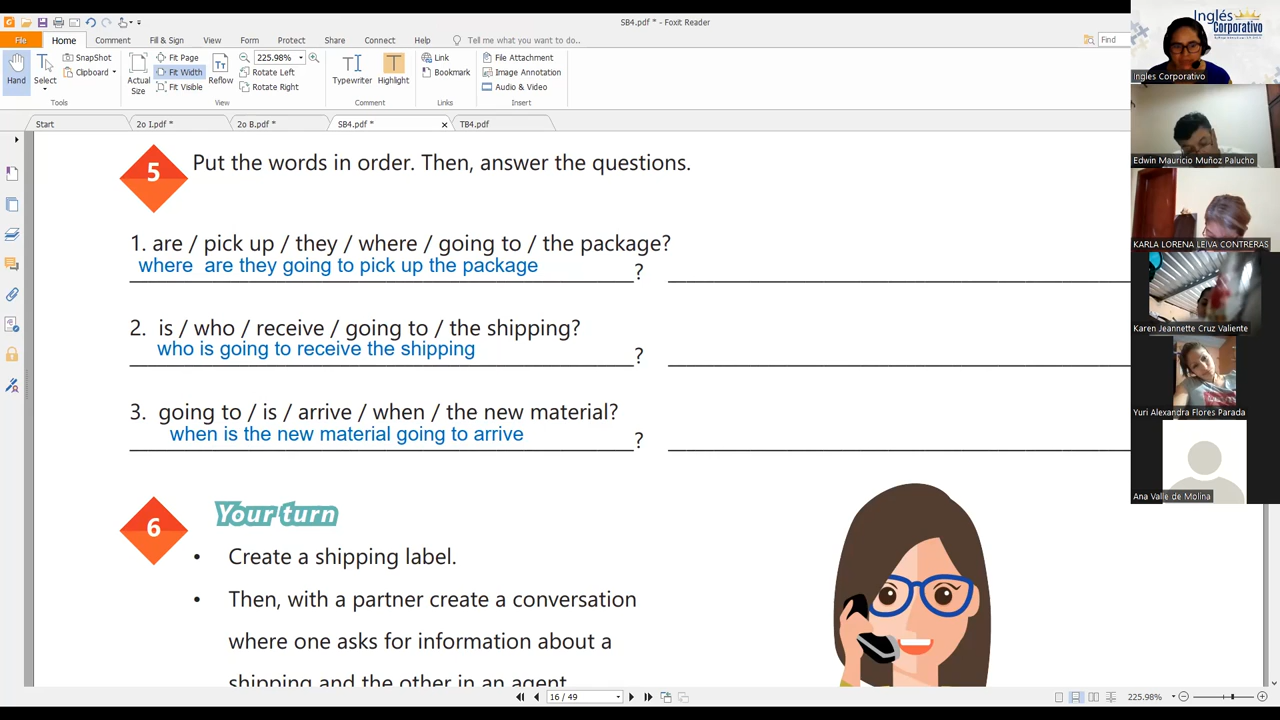 SB4.pdf * - Foxit Reader
File Home Comment Fill & Sign View Form Protect Share Connect Help Tell me what you want to do.. Find
Hand Select SnapShot Clipboard Actual Size Fit Page Fit Width Fit Visible Reflow 225.98% Rotate Left Rotate Right Typewriter Highlight Link Bookmark File Attachment Image Annotation Audio & Video
Tools View Comment Links Insert
Start 2o I.pdf * 2o B.pdf * SB4.pdf * TB4.pdf
5 Put the words in order. Then, answer the questions.
1. are / pick up / they / where / going to / the package?
where are they going to pick up the package ?
2. is / who / receive / going to / the shipping?
who is going to receive the shipping ?
3. going to / is / arrive / when / the new material?
when is the new material going to arrive ?
6 Your turn
• Create a shipping label.
• Then, with a partner create a conversation
where one asks for information about a
shipping and the other in an agent
16 / 49 225.98%
Inglés Corporativo
Ingles Corporativo
Edwin Mauricio Muñoz Palucho
KARLA LORENA LEIVA CONTRERAS
Karen Jeannette Cruz Valiente
Yuri Alexandra Flores Parada
Ana Valle de Molina